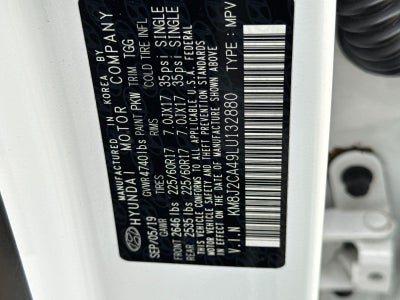 MANUFACTURED IN KOREA BY
HYUNDAI MOTOR COMPANY
SEP/05/19 GVWR 4740 lbs PAINT PKW TRIM TGG
GAWR TIRES RIMS COLD TIRE INFL
FRONT 2646 lbs 225/60R17 7.0JX17 35psi SINGLE
REAR 2535 lbs 225/60R17 7.0JX17 35psi SINGLE
THIS VEHICLE CONFORMS TO ALL APPLICABLE U.S.A. FEDERAL
MOTOR VEHICLE SAFETY, BUMPER, AND THEFT PREVENTION
STANDARDS IN EFFECT ON THE DATE OF MANUFACTURE SHOWN ABOVE
V.I.N : KM8J2CA49LU132880 TYPE : MPV